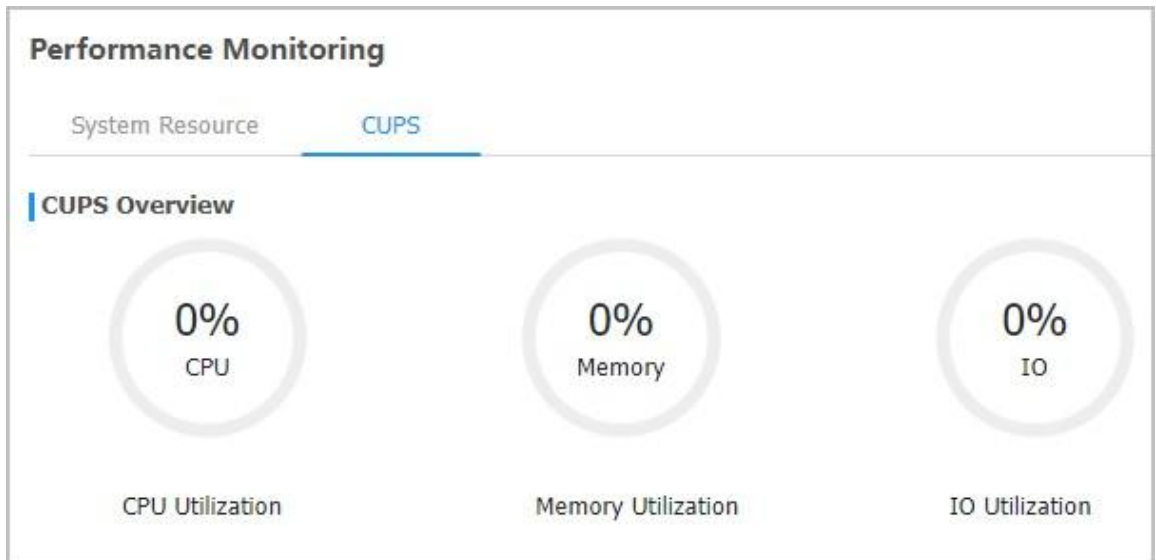 Performance Monitoring
System Resource CUPS
CUPS Overview
0% 0% 0%
CPU Memory IO
CPU Utilization Memory Utilization IO Utilization